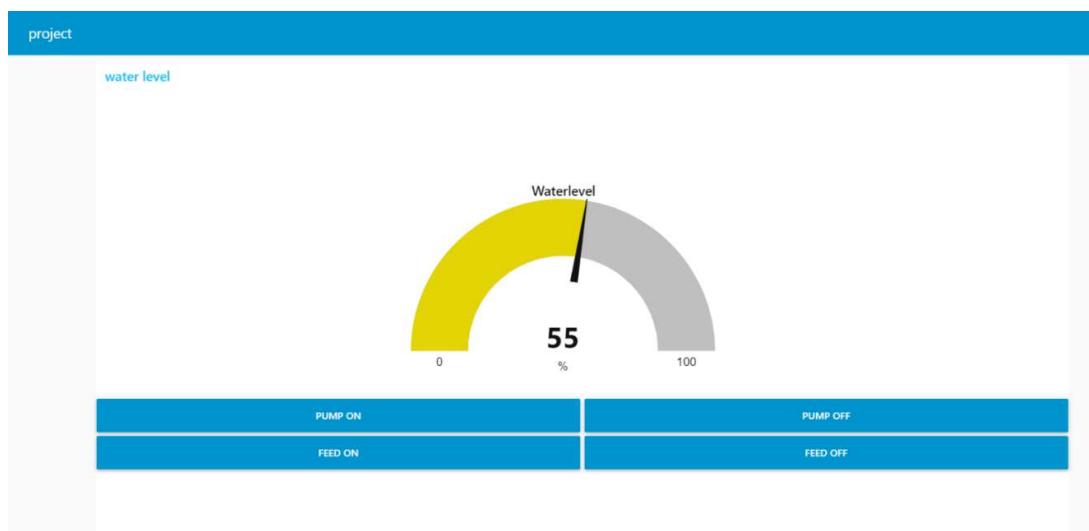 project
water level
Waterlevel
55
0 % 100
PUMP ON PUMP OFF
FEED ON FEED OFF